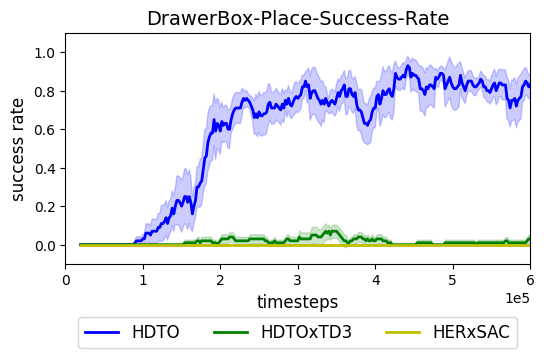 DrawerBox-Place-Success-Rate
success rate
1.0
0.8
0.6
0.4
0.2
0.0
0 1 2 3 4 5 6
timesteps
1e5
HDTO HDTOxTD3 HERxSAC